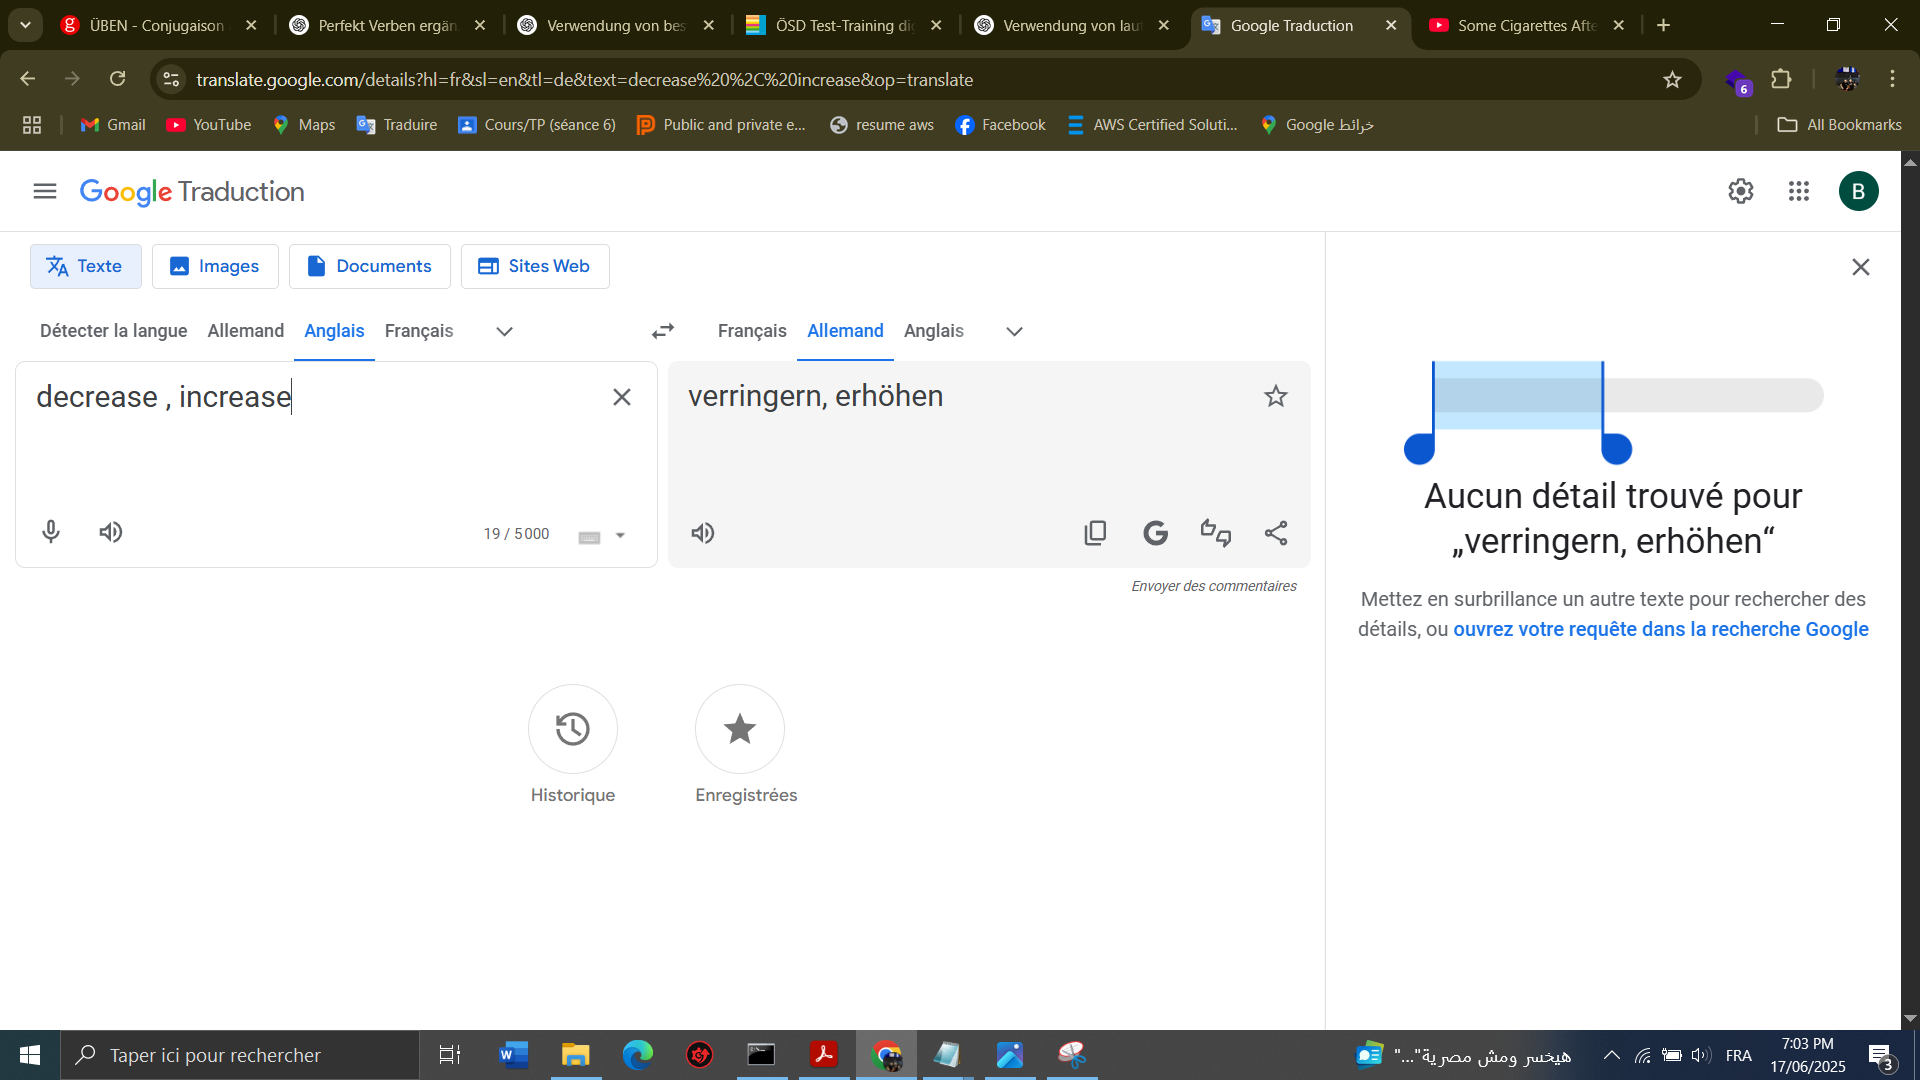 ÜBEN - Conjugaison
Perfekt Verben ergän
Verwendung von bes
ÖSD Test-Training dig
Verwendung von laut
Google Traduction
Some Cigarettes Afte
translate.google.com/details?hl=fr&sl=en&tl=de&text=decrease%20%2C%20increase&op=translate
6
Gmail
YouTube
Maps
Traduire
Cours/TP (séance 6)
Public and private e...
resume aws
Facebook
AWS Certified Soluti...
Google خرائط
All Bookmarks
Google Traduction
B
Texte
Images
Documents
Sites Web
Détecter la langue
Allemand
Anglais
Français
Français
Allemand
Anglais
decrease , increase
verringern, erhöhen
19 / 5 000
Envoyer des commentaires
Aucun détail trouvé pour
„verringern, erhöhen“
Mettez en surbrillance un autre texte pour rechercher des
détails, ou ouvrez votre requête dans la recherche Google
Historique
Enregistrées
Taper ici pour rechercher
هيخسر ومش مصرية"..."
FRA
7:03 PM
17/06/2025
3